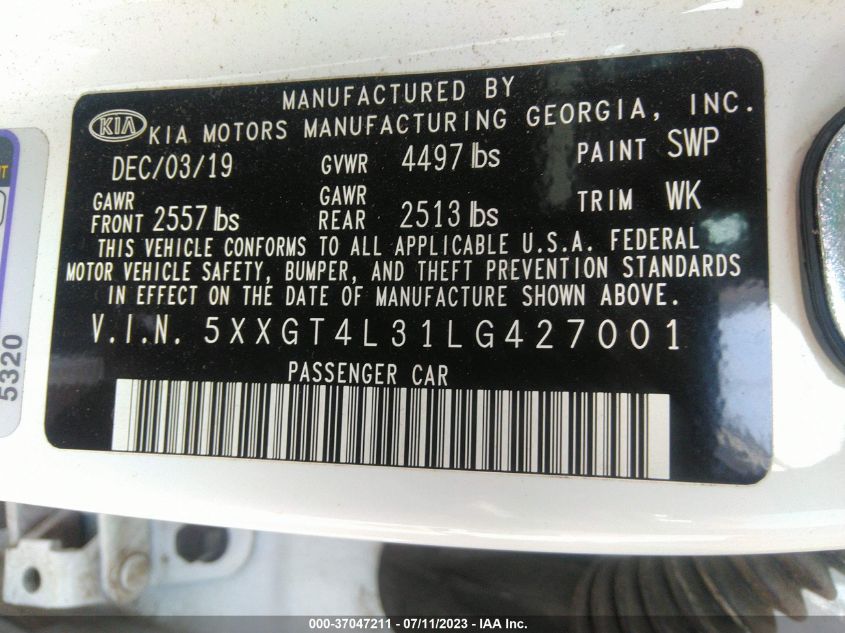 MANUFACTURED BY
KIA KIA MOTORS MANUFACTURING GEORGIA, INC.
DEC/03/19 GVWR 4497 lbs PAINT SWP
GAWR FRONT 2557 lbs GAWR REAR 2513 lbs TRIM WK
THIS VEHICLE CONFORMS TO ALL APPLICABLE U.S.A. FEDERAL
MOTOR VEHICLE SAFETY, BUMPER, AND THEFT PREVENTION STANDARDS
IN EFFECT ON THE DATE OF MANUFACTURE SHOWN ABOVE.
V.I.N. 5XXGT4L31LG427001
PASSENGER CAR
5320
000-37047211 - 07/11/2023 - IAA Inc.